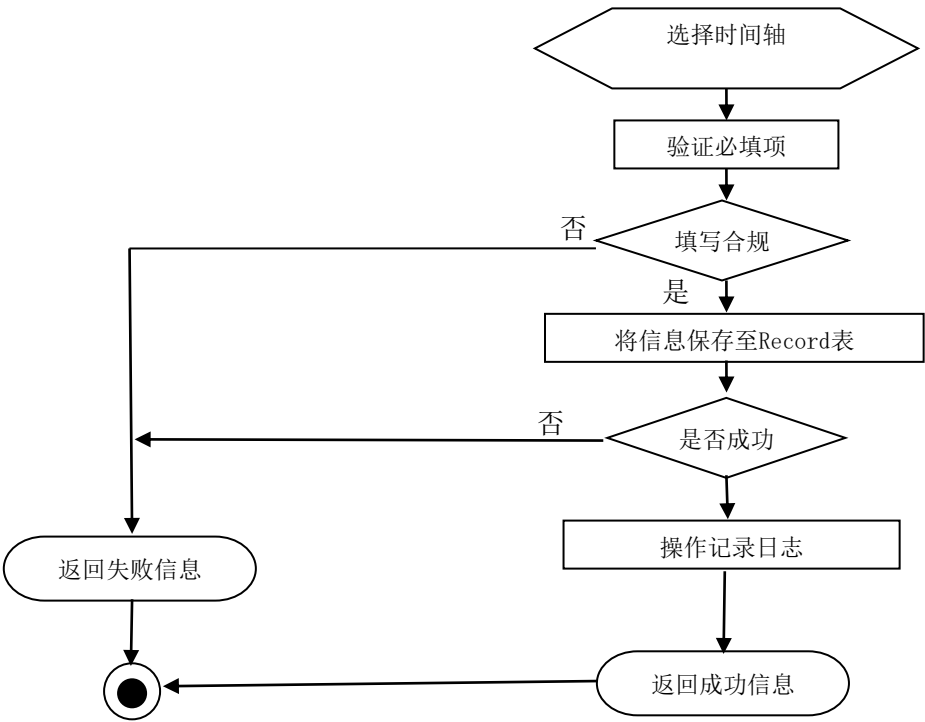 选择时间轴
验证必填项
否
填写合规
是
将信息保存至Record表
否
是否成功
操作记录日志
返回失败信息
返回成功信息